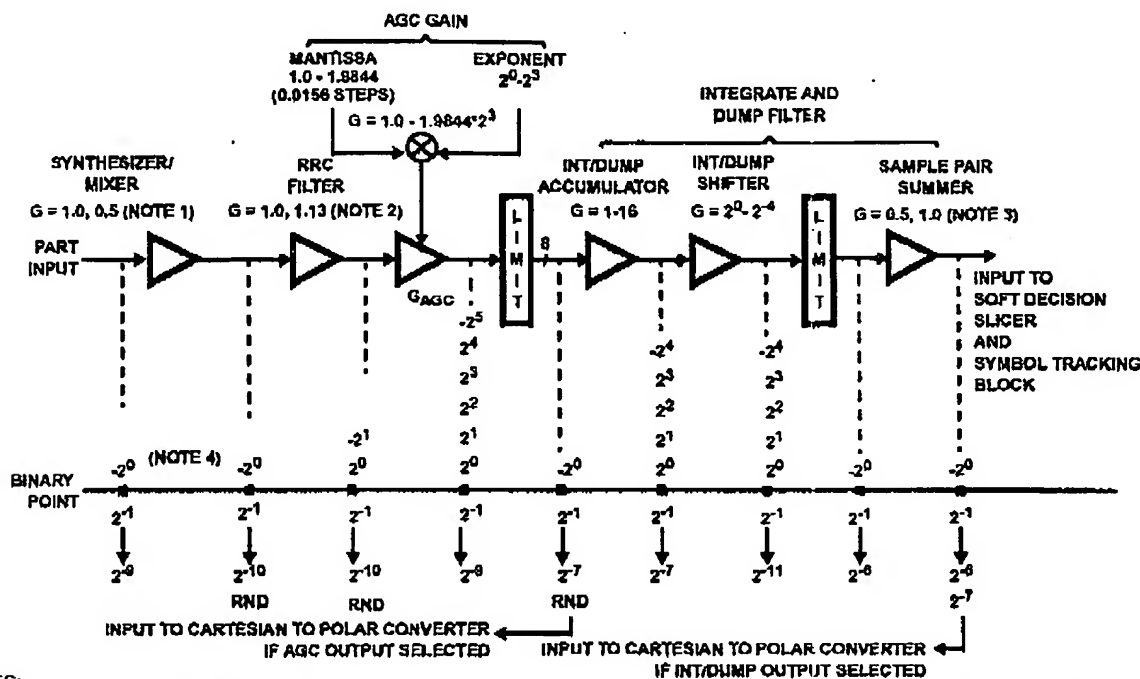 AGC GAIN
MANTISSA
1.0 - 1.9844
(0.0156 STEPS)
EXPONENT
2^0-2^3
G = 1.0 - 1.9844*2^3
INTEGRATE AND
DUMP FILTER
SYNTHESIZER/
MIXER
G = 1.0, 0.5 (NOTE 1)
RRC
FILTER
G = 1.0, 1.13 (NOTE 2)
INT/DUMP
ACCUMULATOR
G = 1-16
INT/DUMP
SHIFTER
G = 2^0- 2^-4
SAMPLE PAIR
SUMMER
G = 0.5, 1.0 (NOTE 3)
PART
INPUT
G_AGC
LIMIT
8
LIMIT
INPUT TO
SOFT DECISION
SLICER
AND
SYMBOL TRACKING
BLOCK
-2^5
2^4 -2^4 -2^4
2^3 2^3 2^3
2^2 2^2 2^2
-2^1 2^1 2^1 2^1
-2^0 (NOTE 4) -2^0 2^0 2^0 -2^0 2^0 2^0 -2^0 -2^0
BINARY
POINT
2^-1 2^-1 2^-1 2^-1 2^-1 2^-1 2^-1 2^-1 2^-1
2^-9 2^-10 2^-10 2^-9 2^-7 2^-7 2^-11 2^-6 2^-6
RND RND RND 2^-7
INPUT TO CARTESIAN TO POLAR CONVERTER
IF AGC OUTPUT SELECTED
INPUT TO CARTESIAN TO POLAR CONVERTER
IF INT/DUMP OUTPUT SELECTED